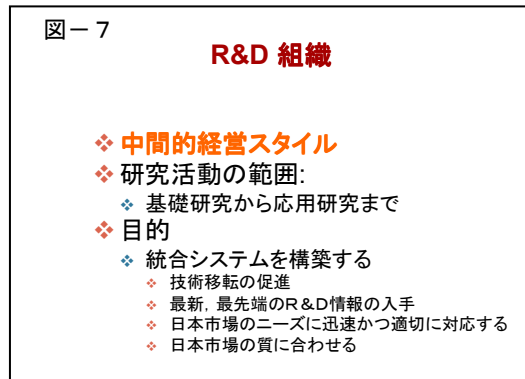 図－７
R&D 組織
❖ 中間的経営スタイル
❖ 研究活動の範囲:
❖ 基礎研究から応用研究まで
❖ 目的
❖ 統合システムを構築する
❖ 技術移転の促進
❖ 最新，最先端のＲ＆Ｄ情報の入手
❖ 日本市場のニーズに迅速かつ適切に対応する
❖ 日本市場の質に合わせる